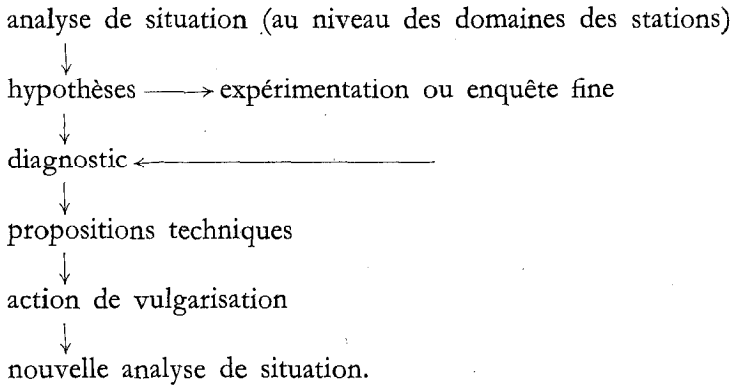 analyse de situation (au niveau des domaines des stations)
hypothèses → expérimentation ou enquête fine
diagnostic ←
propositions techniques
action de vulgarisation
nouvelle analyse de situation.